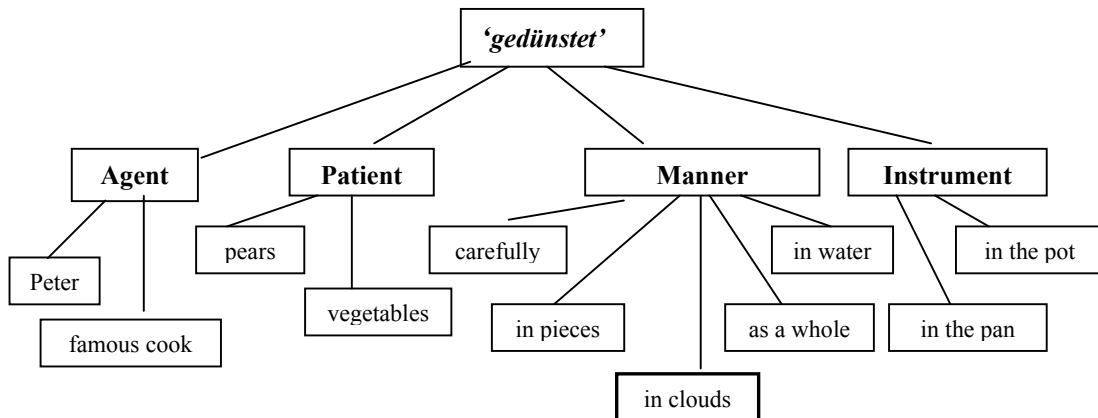 ‘gedünstet’
Agent
Patient
Manner
Instrument
pears
carefully
in water
in the pot
Peter
vegetables
in pieces
as a whole
in the pan
famous cook
in clouds